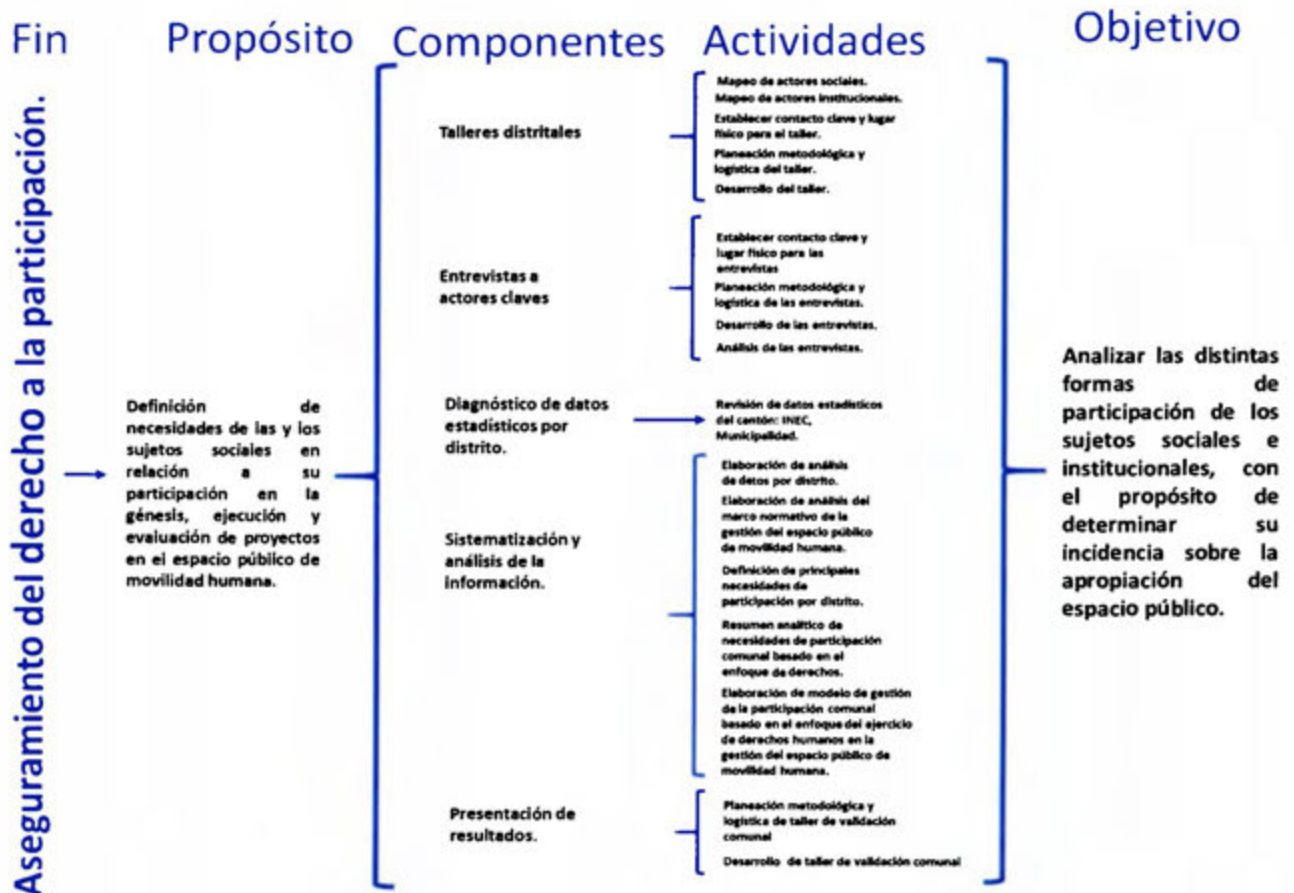 Fin
Propósito
Componentes
Actividades
Objetivo
Aseguramiento del derecho a la participación.
Definición de
necesidades de las y los
sujetos sociales en
relación a su
participación en la
génesis, ejecución y
evaluación de proyectos
en el espacio público de
movilidad humana.
Talleres distritales
Mapeo de actores sociales.
Mapeo de actores institucionales.
Establecer contacto clave y lugar
físico para el taller.
Planeación metodológica y
logística del taller.
Desarrollo del taller.
Entrevistas a
actores claves
Establecer contacto clave y
lugar físico para las
entrevistas
Planeación metodológica y
logística de las entrevistas.
Desarrollo de las entrevistas.
Análisis de las entrevistas.
Diagnóstico de datos
estadísticos por
distrito.
Revisión de datos estadísticos
del cantón: INEC,
Municipalidad.
Sistematización y
análisis de la
información.
Elaboración de análisis
de detos por distrito.
Elaboración de análisis del
marco normativo de la
gestión del espacio público
de movilidad humana.
Definición de principales
necesidades de
participación por distrito.
Resumen analítico de
necesidades de participación
comunal basado en el
enfoque de derechos.
Elaboración de modelo de gestión
de la participación comunal
basado en el enfoque del ejercicio
de derechos humanos en la
gestión del espacio público de
movilidad humana.
Presentación de
resultados.
Planeación metodológica y
logística de taller de validación
comunal
Desarrollo de taller de validación comunal
Analizar las distintas
formas de
participación de los
sujetos sociales e
institucionales, con
el propósito de
determinar su
incidencia sobre la
apropiación del
espacio público.